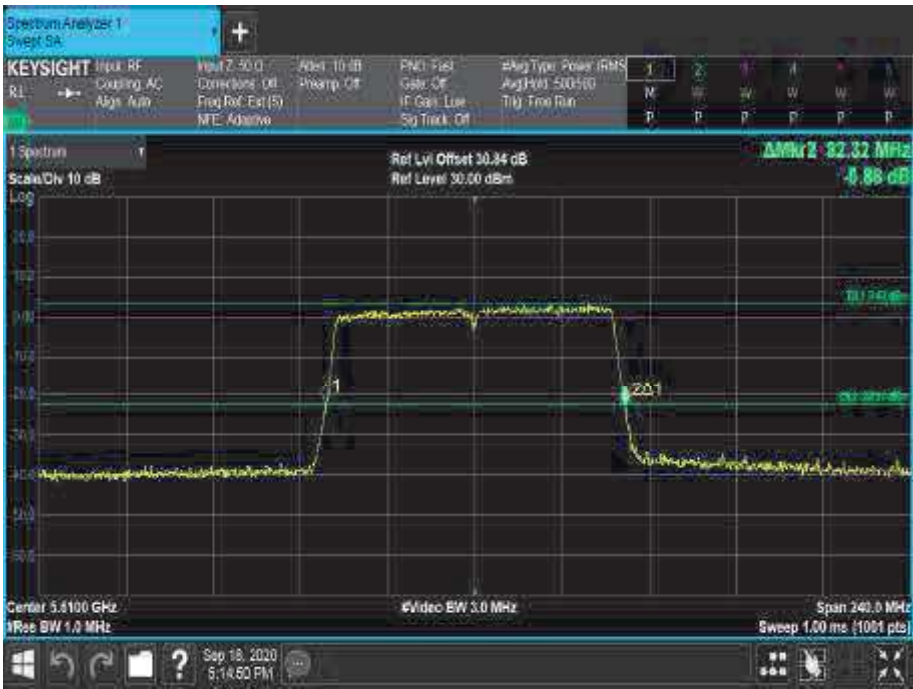 Spectrum Analyzer 1
Swept SA
+
KEYSIGHT Input: RF
RL
Coupling: AC
Align: Auto
Input Z: 50 Ω
Corrections: Off
Freq Ref: Ext (S)
NFE: Adaptive
Atten: 10 dB
Preamp: Off
PNO: Fast
Gate: Off
IF Gain: Low
Sig Track: Off
#Avg Type: Power (RMS
Avg|Hold: 500/500
Trig: Free Run
1 2
M W W W W W
P P P P P P
1 Spectrum
Scale/Div 10 dB
Log
Ref Lvl Offset 30.84 dB
Ref Level 30.00 dBm
ΔMkr2 82.32 MHz
-0.88 dB
2Δ1
Center 5.6100 GHz
#Res BW 1.0 MHz
#Video BW 3.0 MHz
Span 240.0 MHz
Sweep 1.00 ms (1001 pts)
?
Sep 18, 2020
5:14:50 PM